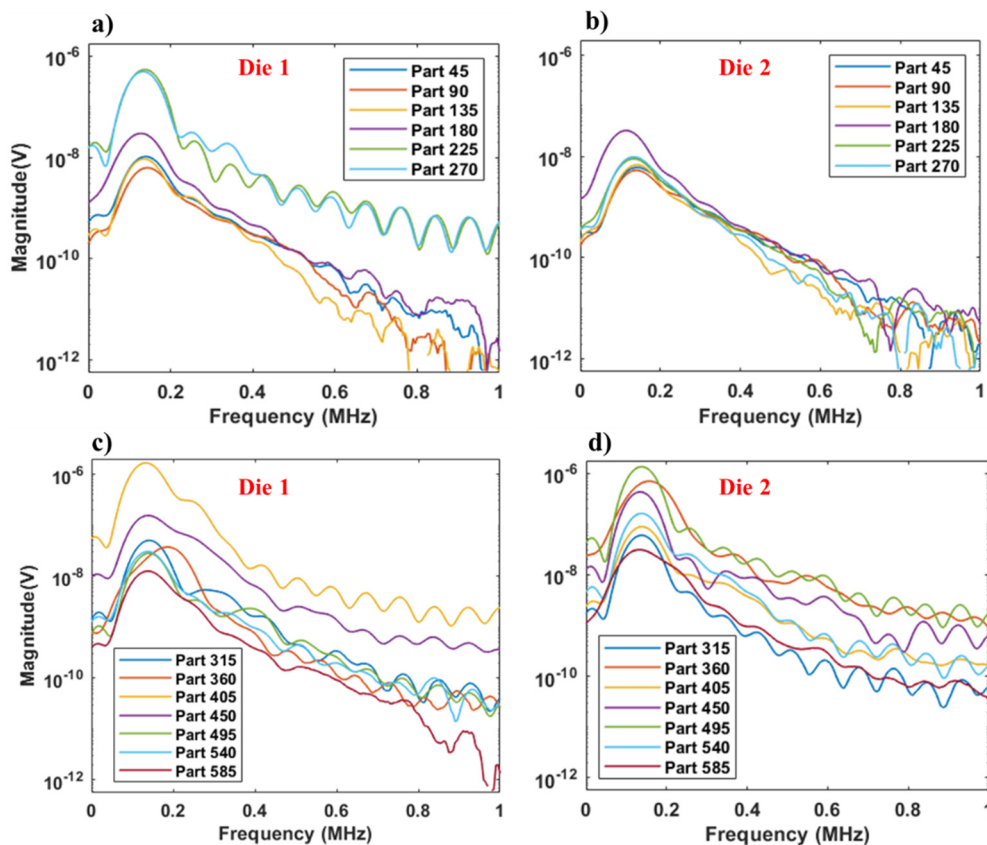 a)
Die 1
Part 45
Part 90
Part 135
Part 180
Part 225
Part 270
10-6
10-8
10-10
10-12
Magnitude(V)
0 0.2 0.4 0.6 0.8 1
Frequency (MHz)
b)
Die 2
Part 45
Part 90
Part 135
Part 180
Part 225
Part 270
10-6
10-8
10-10
10-12
0 0.2 0.4 0.6 0.8 1
Frequency (MHz)
c)
Die 1
Part 315
Part 360
Part 405
Part 450
Part 495
Part 540
Part 585
10-6
10-8
10-10
10-12
Magnitude(V)
0 0.2 0.4 0.6 0.8 1
Frequency (MHz)
d)
Die 2
Part 315
Part 360
Part 405
Part 450
Part 495
Part 540
Part 585
10-6
10-8
10-10
10-12
0 0.2 0.4 0.6 0.8 1
Frequency (MHz)